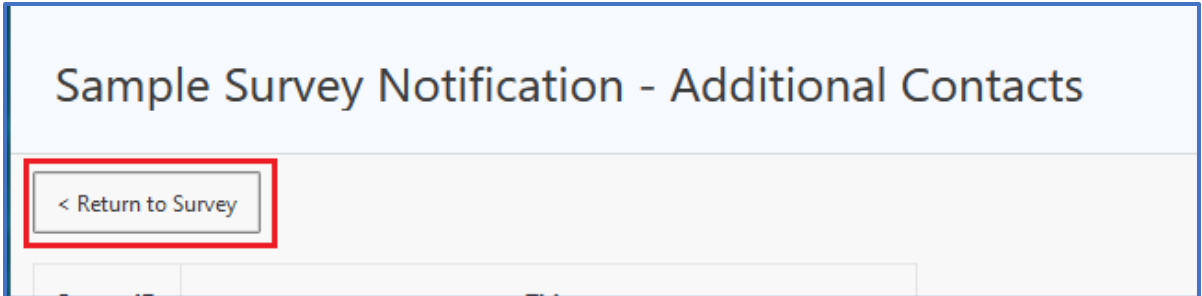 Sample Survey Notification - Additional Contacts
< Return to Survey